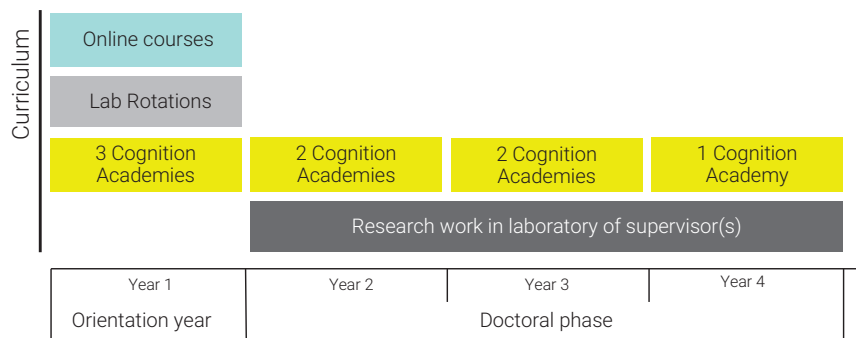 Curriculum
Online courses
Lab Rotations
3 Cognition
Academies
2 Cognition
Academies
2 Cognition
Academies
1 Cognition
Academy
Research work in laboratory of supervisor(s)
Year 1
Year 2
Year 3
Year 4
Orientation year
Doctoral phase